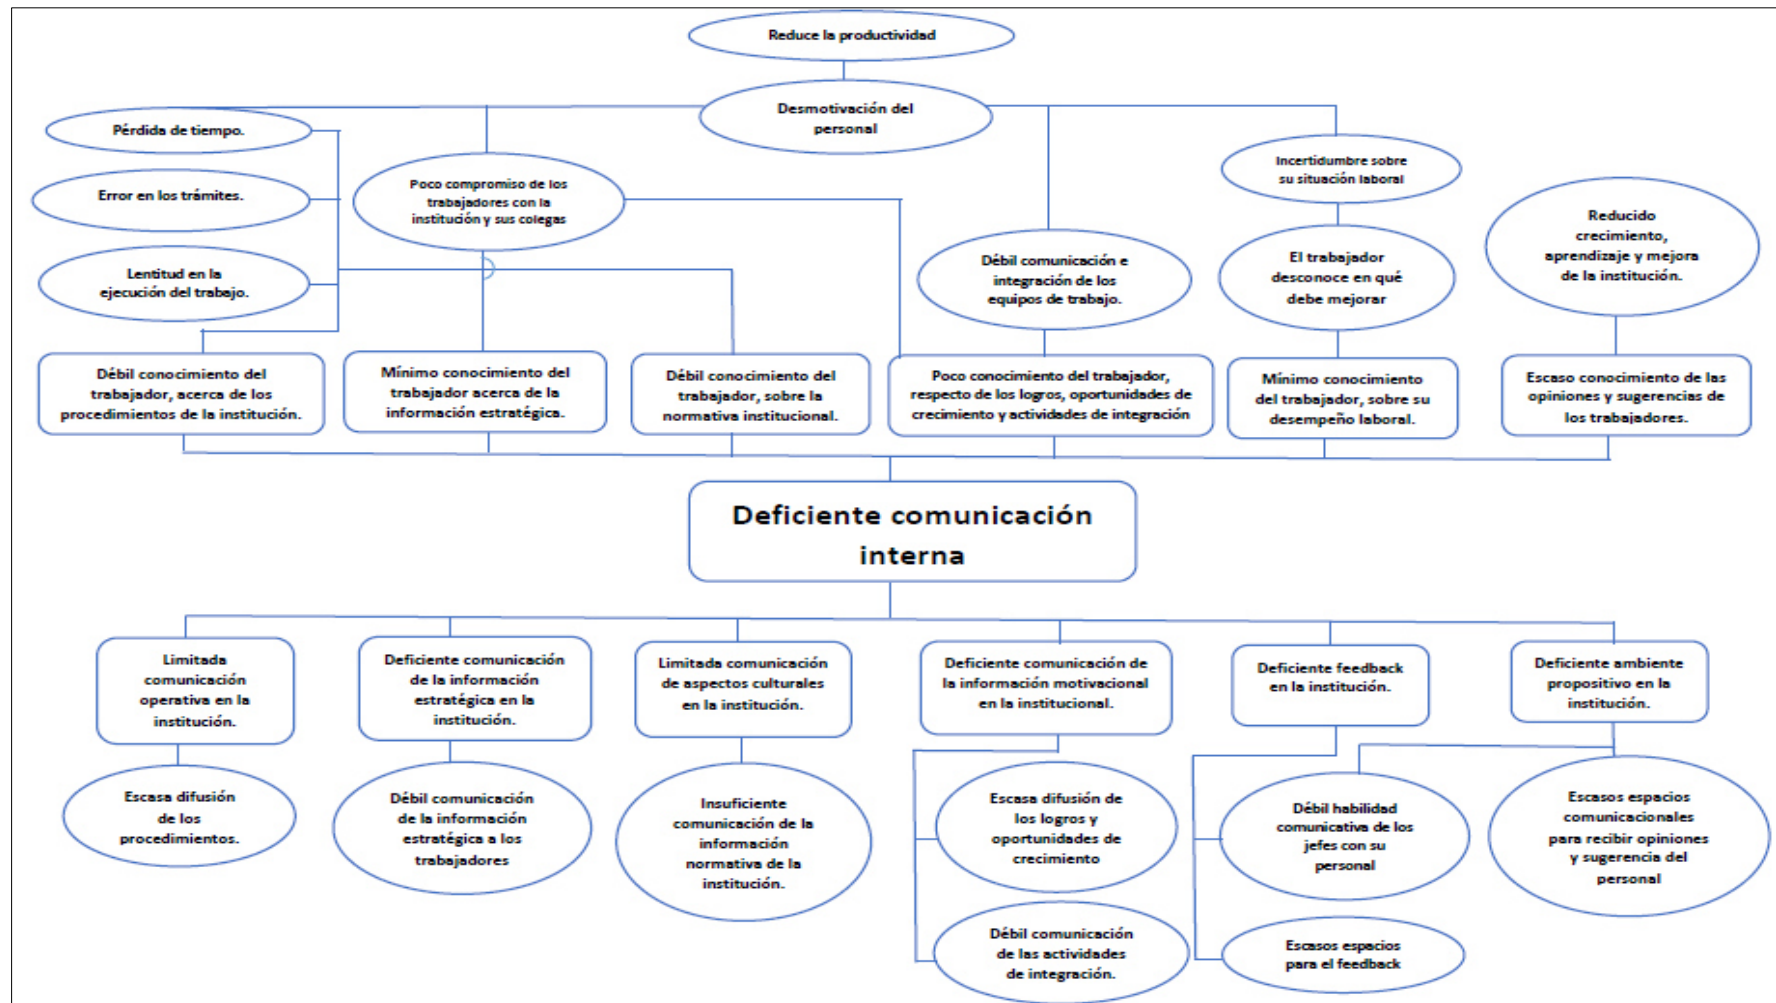 Reduce la productividad
Desmotivación del
personal
Pérdida de tiempo.
Error en los trámites.
Lentitud en la
ejecución del trabajo.
Poco compromiso de los
trabajadores con la
institución y sus colegas
Débil comunicación e
integración de los
equipos de trabajo.
Incertidumbre sobre
su situación laboral
El trabajador
desconoce en qué
debe mejorar
Reducido
crecimiento,
aprendizaje y mejora
de la institución.
Débil conocimiento del
trabajador, acerca de los
procedimientos de la institución.
Mínimo conocimiento del
trabajador acerca de la
información estratégica.
Débil conocimiento del
trabajador, sobre la
normativa institucional.
Poco conocimiento del trabajador,
respecto de los logros, oportunidades de
crecimiento y actividades de integración
Mínimo conocimiento
del trabajador, sobre su
desempeño laboral.
Escaso conocimiento de las
opiniones y sugerencias de
los trabajadores.
Deficiente comunicación
interna
Limitada
comunicación
operativa en la
institución.
Deficiente comunicación
de la información
estratégica en la
institución.
Limitada comunicación
de aspectos culturales
en la institución.
Deficiente comunicación de
la información motivacional
en la institucional.
Deficiente feedback
en la institución.
Deficiente ambiente
propositivo en la
institución.
Escasa difusión
de los
procedimientos.
Débil comunicación
de la información
estratégica a los
trabajadores
Insuficiente
comunicación de la
información
normativa de la
institución.
Escasa difusión de
los logros y
oportunidades de
crecimiento
Débil comunicación
de las actividades
de integración.
Débil habilidad
comunicativa de los
jefes con su
personal
Escasos espacios
para el feedback
Escasos espacios
comunicacionales
para recibir opiniones
y sugerencia del
personal